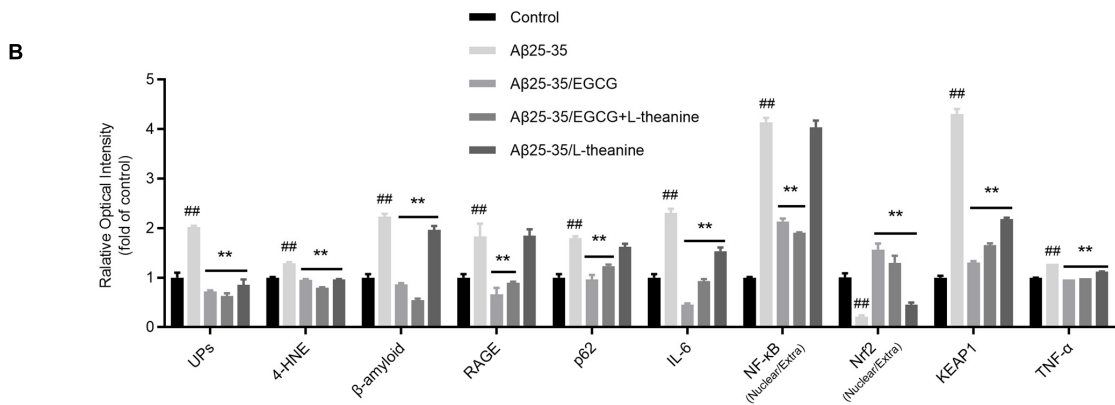 B
Control
Aβ25-35
Aβ25-35/EGCG
Aβ25-35/EGCG+L-theanine
Aβ25-35/L-theanine
Ralative Optical Intensity
(fold of control)
5
4
3
2
1
0
##
**
##
**
##
**
##
**
##
**
##
**
##
**
##
**
##
**
##
**
UPs
4-HNE
β-amyloid
RAGE
p62
IL-6
NF-κB
(Nuclear/Extra)
Nrf2
(Nuclear/Extra)
KEAP1
TNF-α